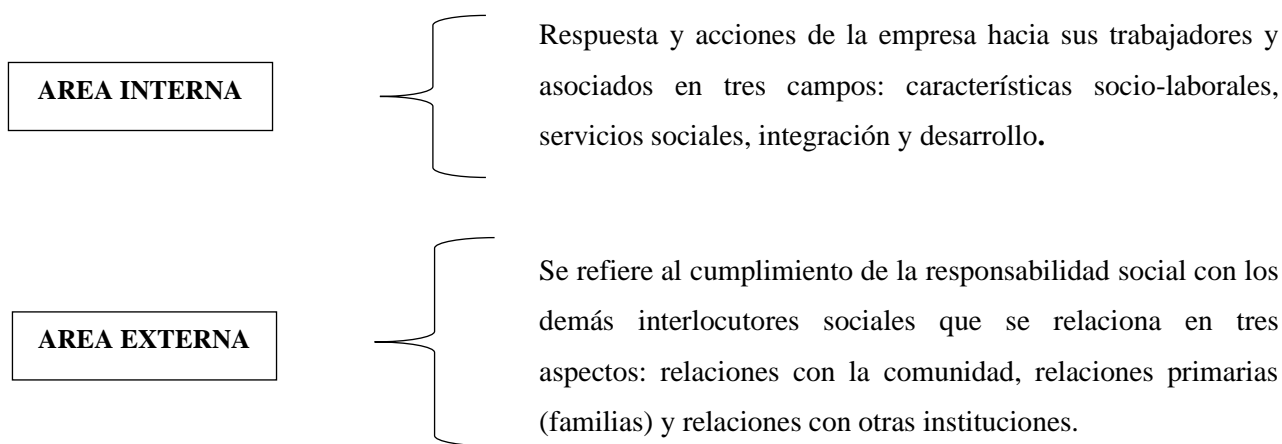 AREA INTERNA
Respuesta y acciones de la empresa hacia sus trabajadores y
asociados en tres campos: características socio-laborales,
servicios sociales, integración y desarrollo.
AREA EXTERNA
Se refiere al cumplimiento de la responsabilidad social con los
demás interlocutores sociales que se relaciona en tres
aspectos: relaciones con la comunidad, relaciones primarias
(familias) y relaciones con otras instituciones.